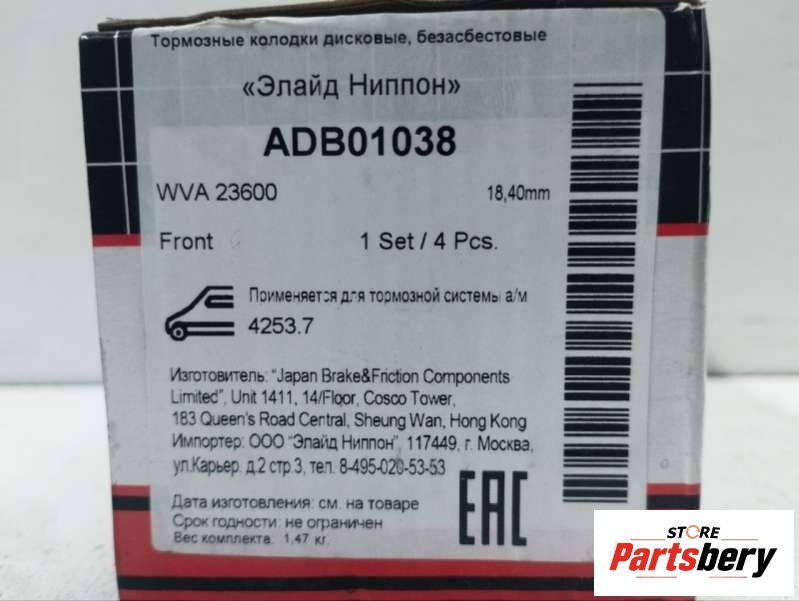 Тормозные колодки дисковые, безасбестовые
«Элайд Ниппон»
ADB01038
WVA 23600 18,40mm
Front 1 Set / 4 Pcs.
Применяется для тормозной системы а/м
4253.7
Изготовитель: "Japan Brake&Friction Components
Limited", Unit 1411, 14/Floor, Cosco Tower,
183 Queen's Road Central, Sheung Wan, Hong Kong
Импортер: ООО "Элайд Ниппон", 117449, г. Москва,
ул.Карьер, д.2 стр.3, тел. 8-495-020-53-53
Дата изготовления: см. на товаре
Срок годности: не ограничен
Вес комплекта: 1,47 кг.
EAC
STORE
Partsbery